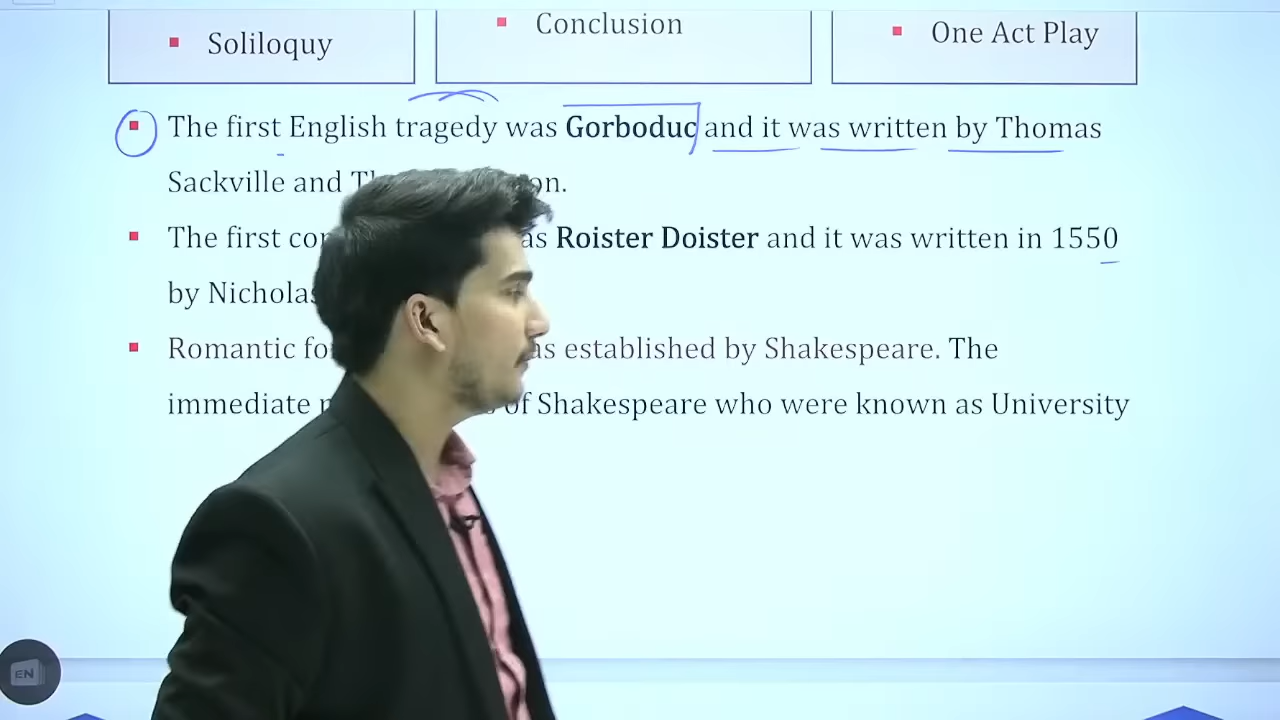 Soliloquy
Conclusion
One Act Play
The first English tragedy was Gorboduc and it was written by Thomas
Sackville and on.
The first as Roister Doister and it was written in 1550
by Nicholas
Romantic as established by Shakespeare. The
immediate of Shakespeare who were known as University
EN